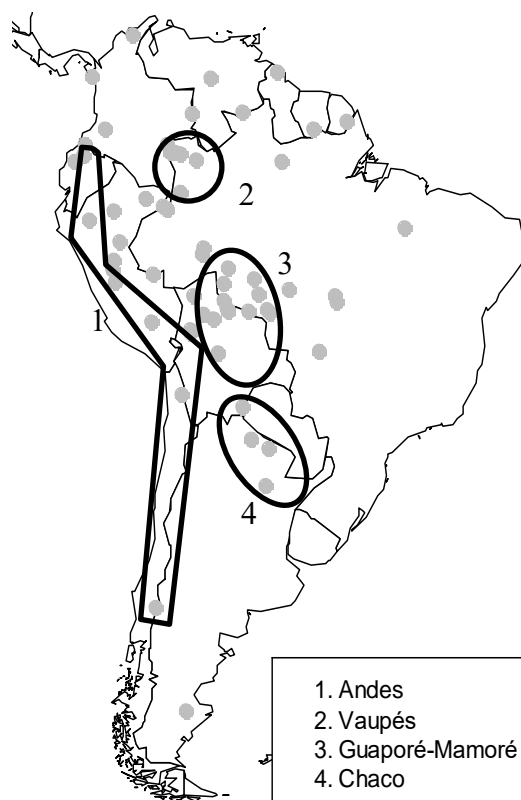 2
3
1
4
1. Andes
2. Vaupés
3. Guaporé-Mamoré
4. Chaco